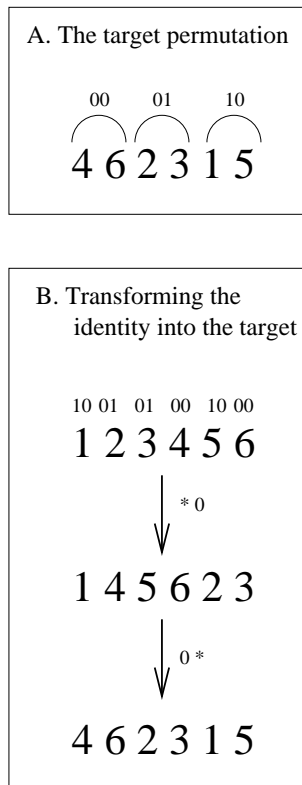 A. The target permutation
00 01 10
4 6 2 3 1 5
B. Transforming the
identity into the target
10 01 01 00 10 00
1 2 3 4 5 6
* 0
1 4 5 6 2 3
0 *
4 6 2 3 1 5